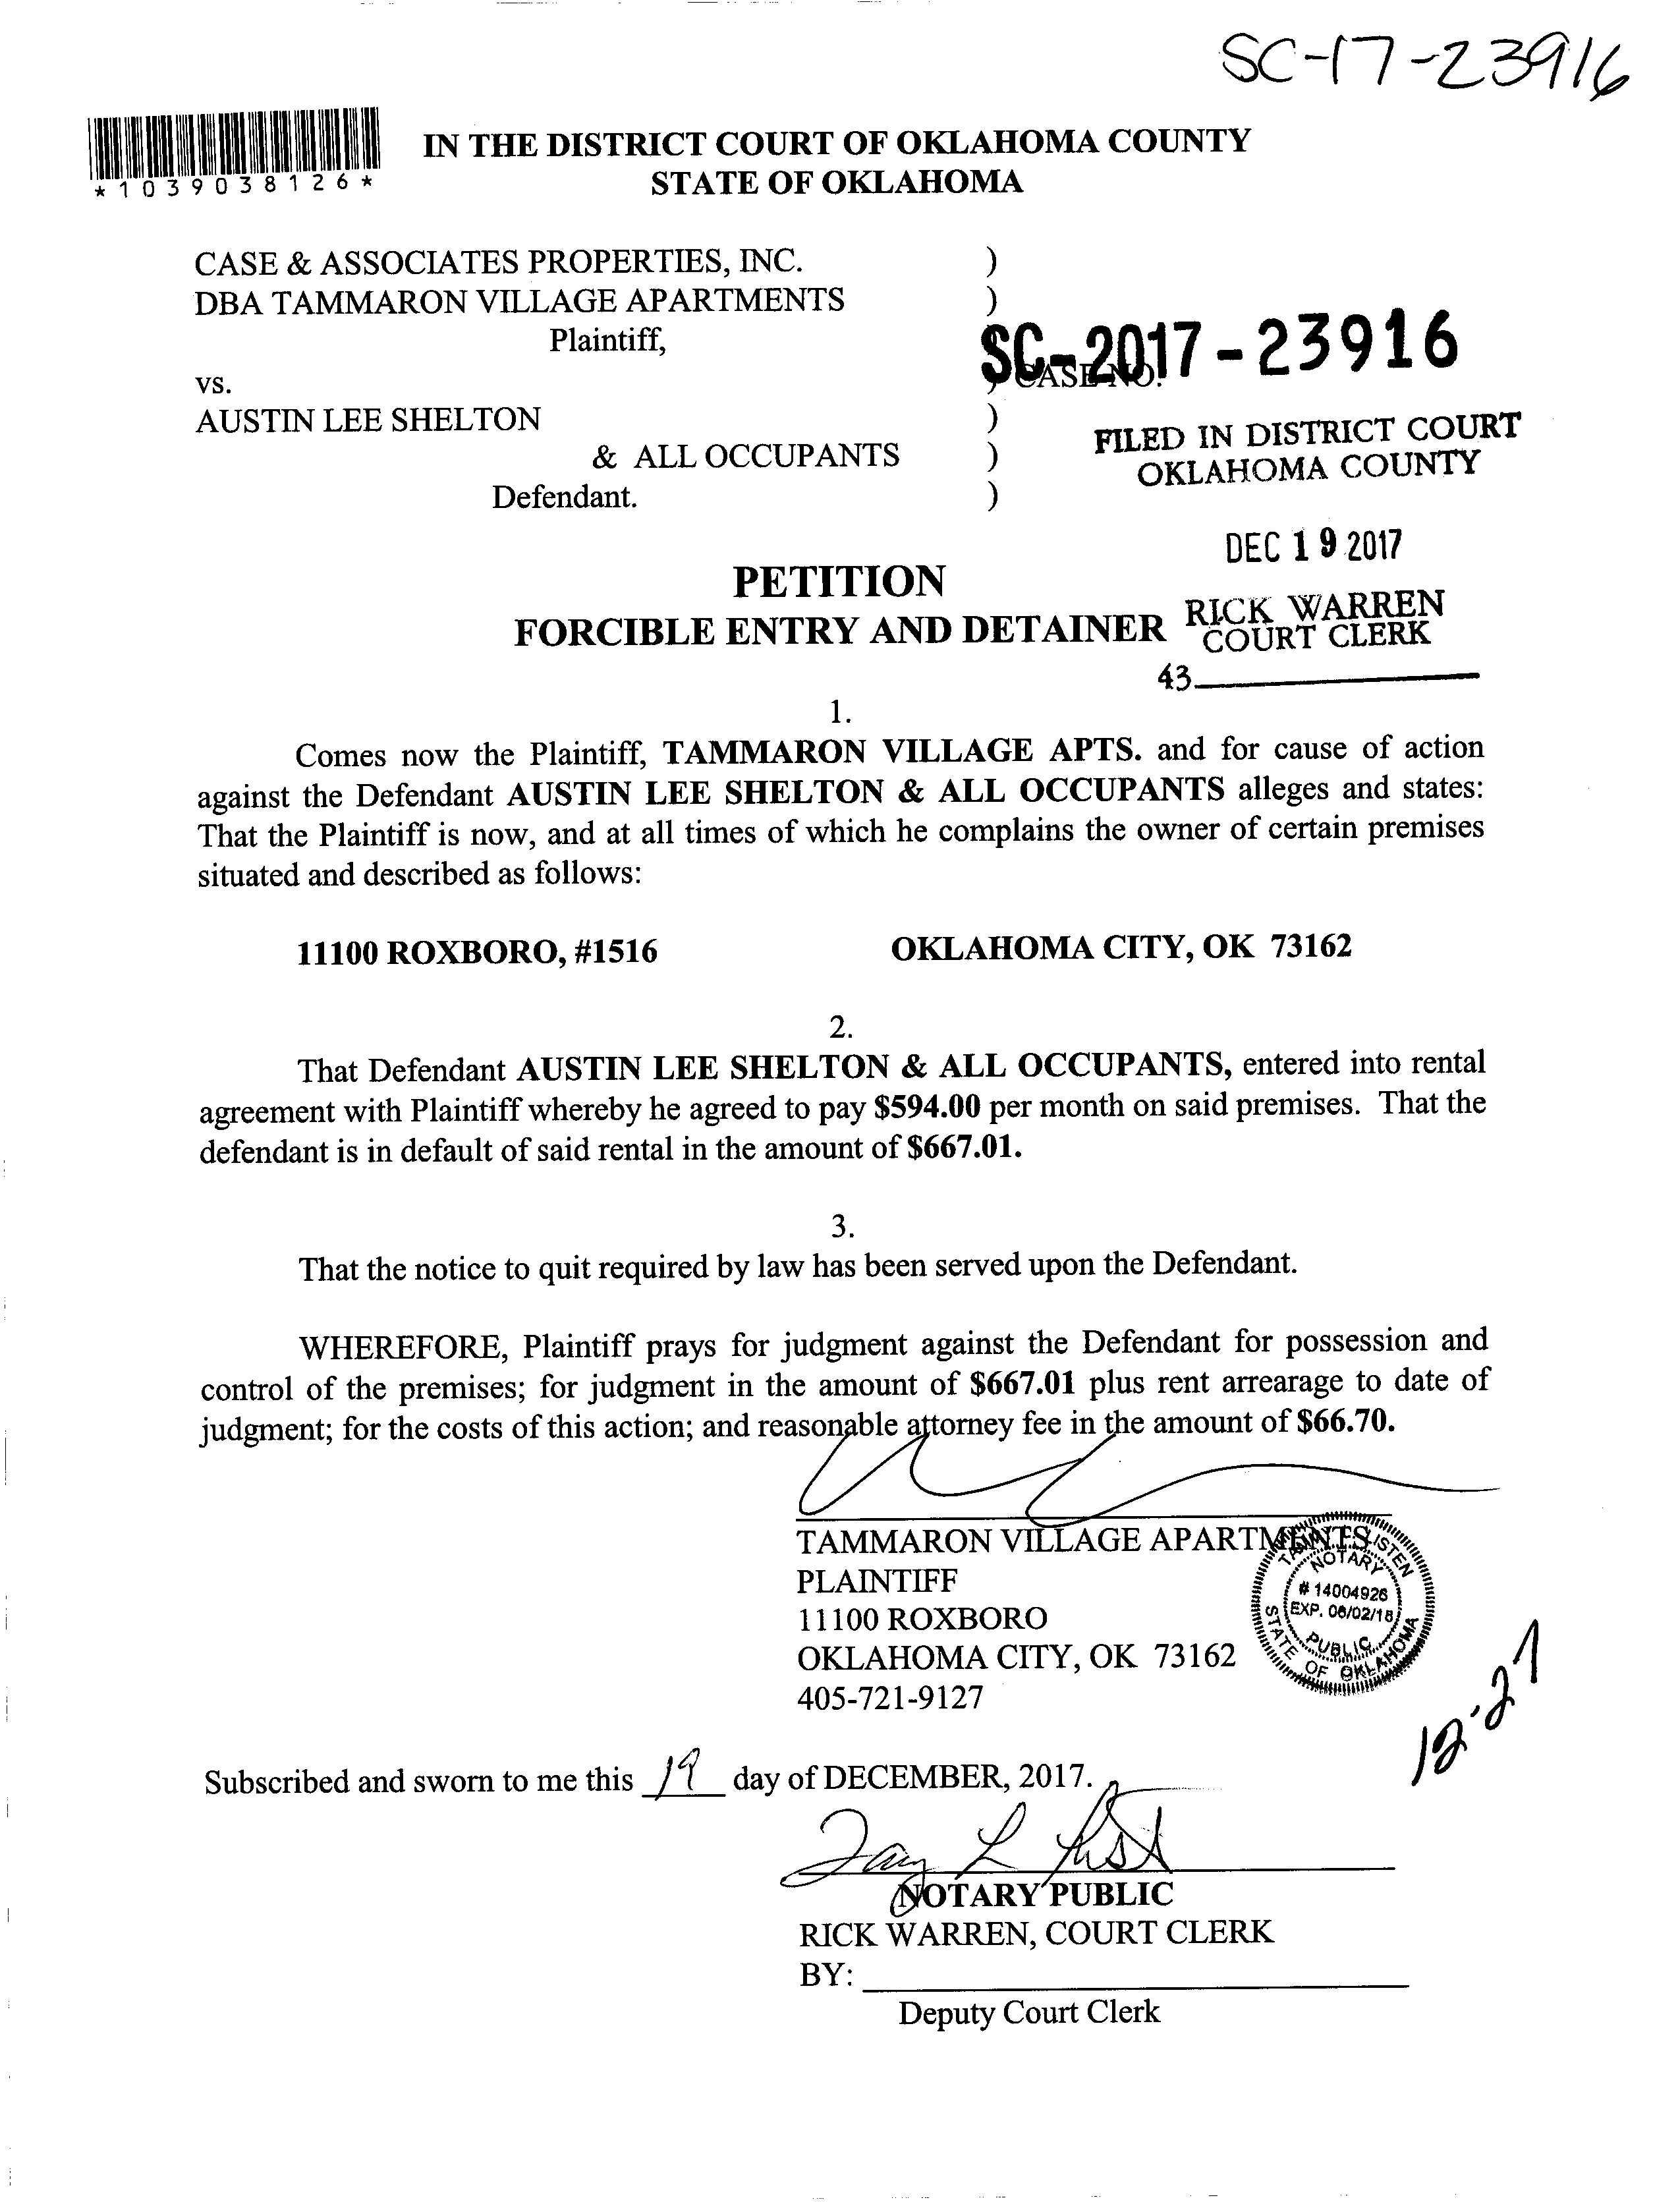 SC-17-23916
*1039038126*
IN THE DISTRICT COURT OF OKLAHOMA COUNTY
STATE OF OKLAHOMA
CASE & ASSOCIATES PROPERTIES, INC. )
DBA TAMMARON VILLAGE APARTMENTS )
Plaintiff,
SC-2017-23916
vs. ) CASE NO.
AUSTIN LEE SHELTON )
& ALL OCCUPANTS )
Defendant. )
FILED IN DISTRICT COURT
OKLAHOMA COUNTY
DEC 19 2017
RICK WARREN
COURT CLERK
43
PETITION
FORCIBLE ENTRY AND DETAINER
1.
Comes now the Plaintiff, TAMMARON VILLAGE APTS. and for cause of action
against the Defendant AUSTIN LEE SHELTON & ALL OCCUPANTS alleges and states:
That the Plaintiff is now, and at all times of which he complains the owner of certain premises
situated and described as follows:
11100 ROXBORO, #1516 OKLAHOMA CITY, OK 73162
2.
That Defendant AUSTIN LEE SHELTON & ALL OCCUPANTS, entered into rental
agreement with Plaintiff whereby he agreed to pay $594.00 per month on said premises. That the
defendant is in default of said rental in the amount of $667.01.
3.
That the notice to quit required by law has been served upon the Defendant.
WHEREFORE, Plaintiff prays for judgment against the Defendant for possession and
control of the premises; for judgment in the amount of $667.01 plus rent arrearage to date of
judgment; for the costs of this action; and reasonable attorney fee in the amount of $66.70.
TAMMARON VILLAGE APARTMENTS
PLAINTIFF
11100 ROXBORO
OKLAHOMA CITY, OK 73162
405-721-9127
NOTARY
# 14004926
EXP. 06/02/18
PUBLIC
STATE OF OKLAHOMA
12-27
Subscribed and sworn to me this 19 day of DECEMBER, 2017.
NOTARY PUBLIC
RICK WARREN, COURT CLERK
BY:
Deputy Court Clerk